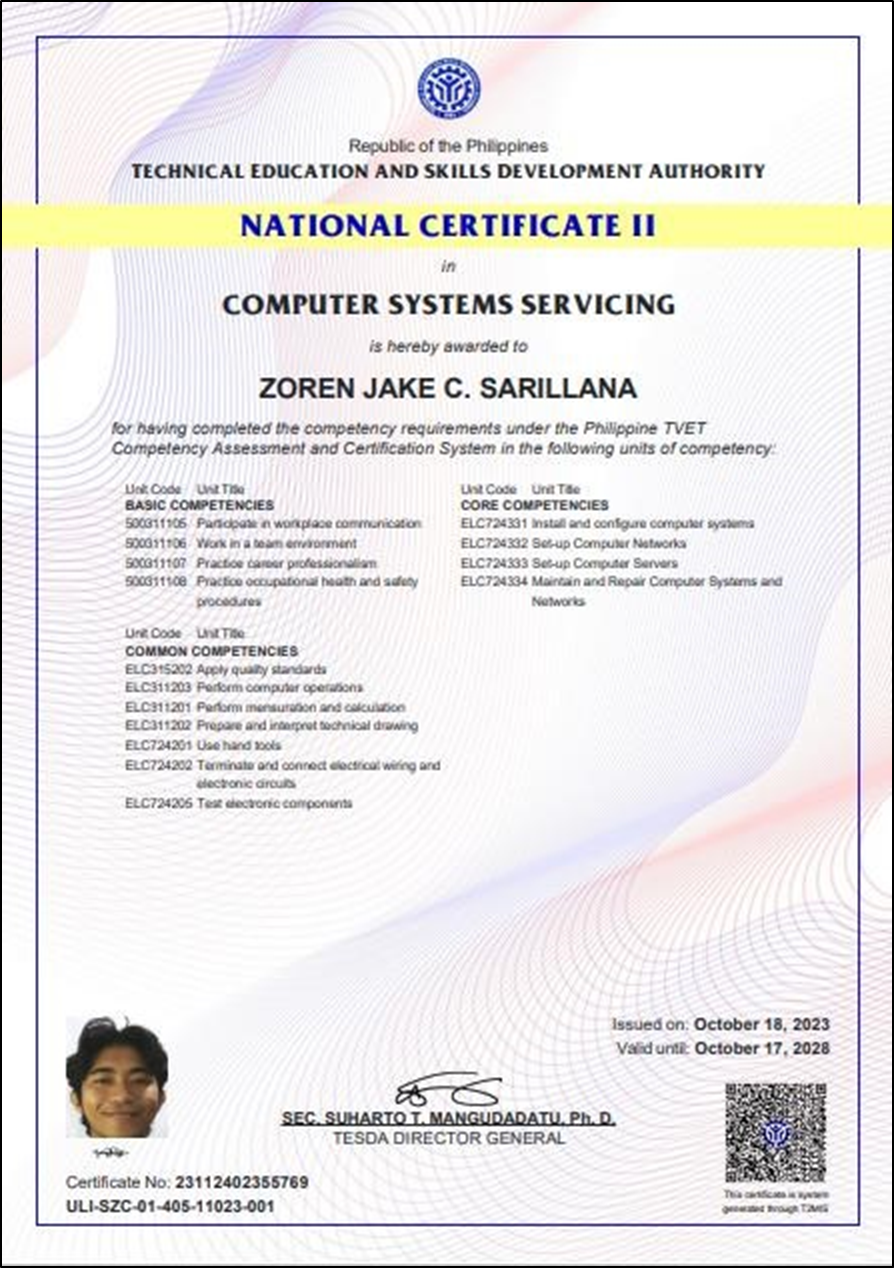 Republic of the Philippines
TECHNICAL EDUCATION AND SKILLS DEVELOPMENT AUTHORITY
NATIONAL CERTIFICATE II
in
COMPUTER SYSTEMS SERVICING
is hereby awarded to
ZOREN JAKE C. SARILLANA
for having completed the competency requirements under the Philippine TVET
Competency Assessment and Certification System in the following units of competency:
Unit Code Unit Title
BASIC COMPETENCIES
500311105 Participate in workplace communication
500311106 Work in a team environment
500311107 Practice career professionalism
500311108 Practice occupational health and safety
procedures
Unit Code Unit Title
COMMON COMPETENCIES
ELC315202 Apply quality standards
ELC311203 Perform computer operations
ELC311201 Perform mensuration and calculation
ELC311202 Prepare and interpret technical drawing
ELC724201 Use hand tools
ELC724202 Terminate and connect electrical wiring and
electronic circuits
ELC724205 Test electronic components
Unit Code Unit Title
CORE COMPETENCIES
ELC724331 Install and configure computer systems
ELC724332 Set-up Computer Networks
ELC724333 Set-up Computer Servers
ELC724334 Maintain and Repair Computer Systems and
Networks
Issued on: October 18, 2023
Valid until: October 17, 2028
SEC. SUHARTO T. MANGUDADATU, Ph. D.
TESDA DIRECTOR GENERAL
Certificate No: 23112402355769
ULI-SZC-01-405-11023-001
This certificate is system
generated through T2MIS